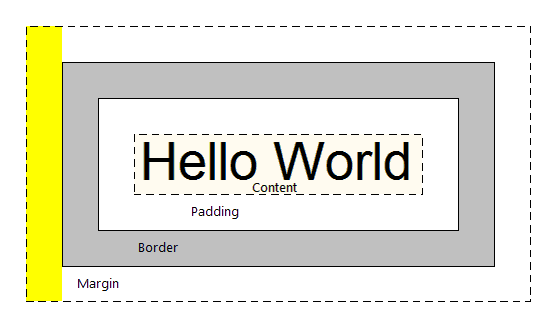 Hello World
Content
Padding
Border
Margin